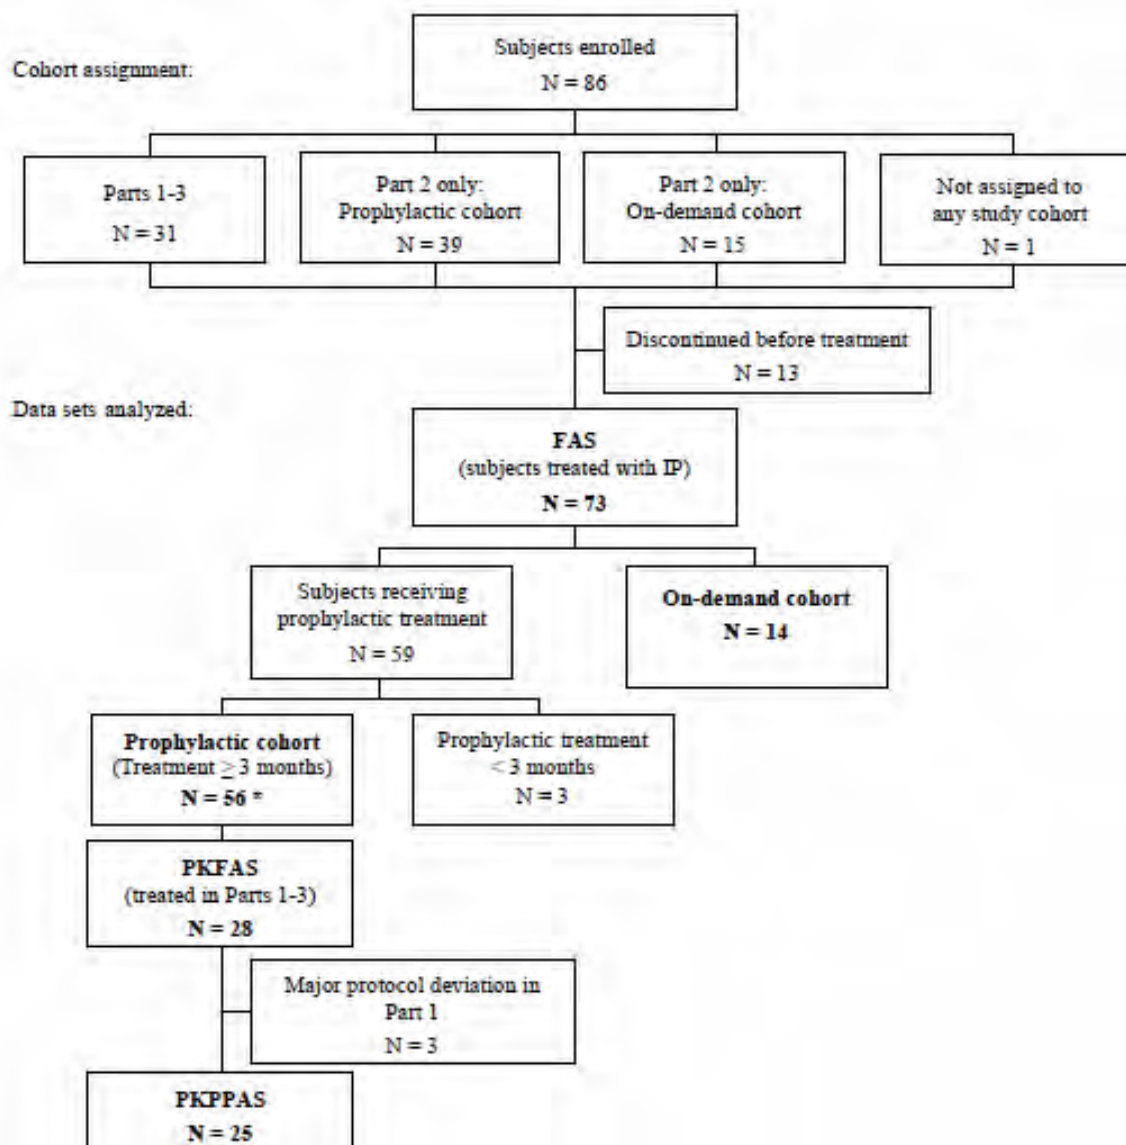 Subjects enrolled
N = 86
Cohort assignment:
Parts 1-3
N = 31
Part 2 only:
Prophylactic cohort
N = 39
Part 2 only:
On-demand cohort
N = 15
Not assigned to
any study cohort
N = 1
Discontinued before treatment
N = 13
Data sets analyzed:
FAS
(subjects treated with IP)
N = 73
Subjects receiving
prophylactic treatment
N = 59
On-demand cohort
N = 14
Prophylactic cohort
(Treatment ≥ 3 months)
N = 56 *
Prophylactic treatment
< 3 months
N = 3
PKFAS
(treated in Parts 1-3)
N = 28
Major protocol deviation in
Part 1
N = 3
PKPPAS
N = 25